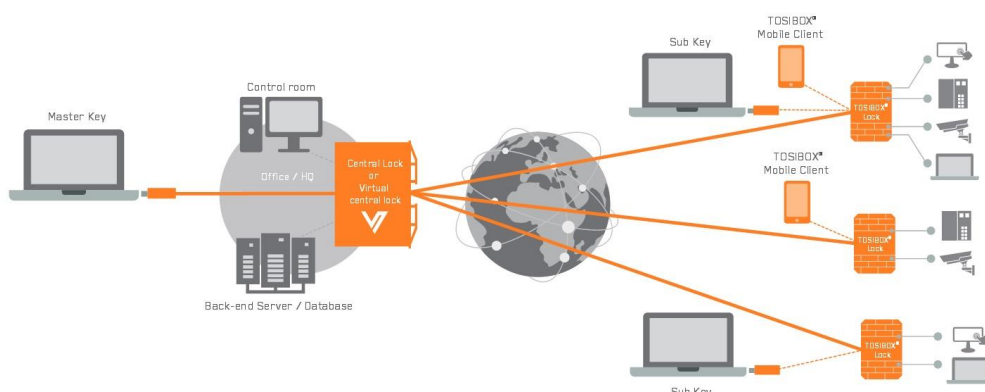 Master Key
Control room
Office / HQ
Central Lock
or
Virtual
central lock
Back-end Server / Database
Sub Key
TOSIBOX®
Mobile Client
TOSIBOX®
Lock
TOSIBOX®
Mobile Client
TOSIBOX®
Lock
TOSIBOX®
Lock
Sub Key